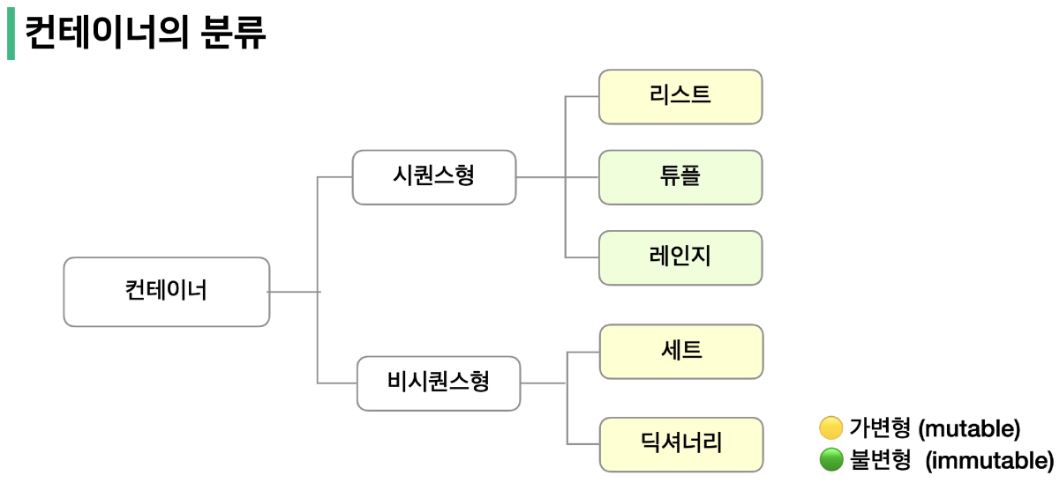 컨테이너의 분류
컨테이너
시퀀스형
리스트
튜플
레인지
비시퀀스형
세트
딕셔너리
가변형 (mutable)
불변형 (immutable)